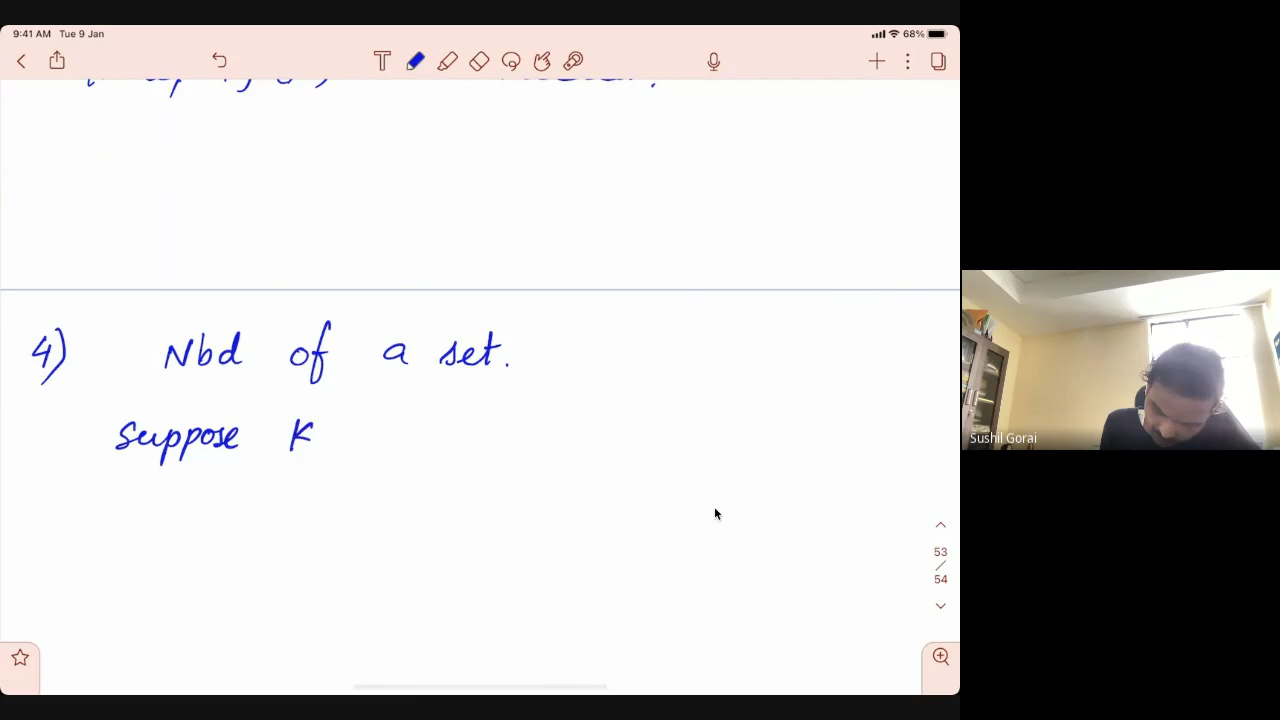 9:41 AM Tue 9 Jan
68%
4) Nbd of a set.
Suppose K
Sushil Gorai
53
/
54